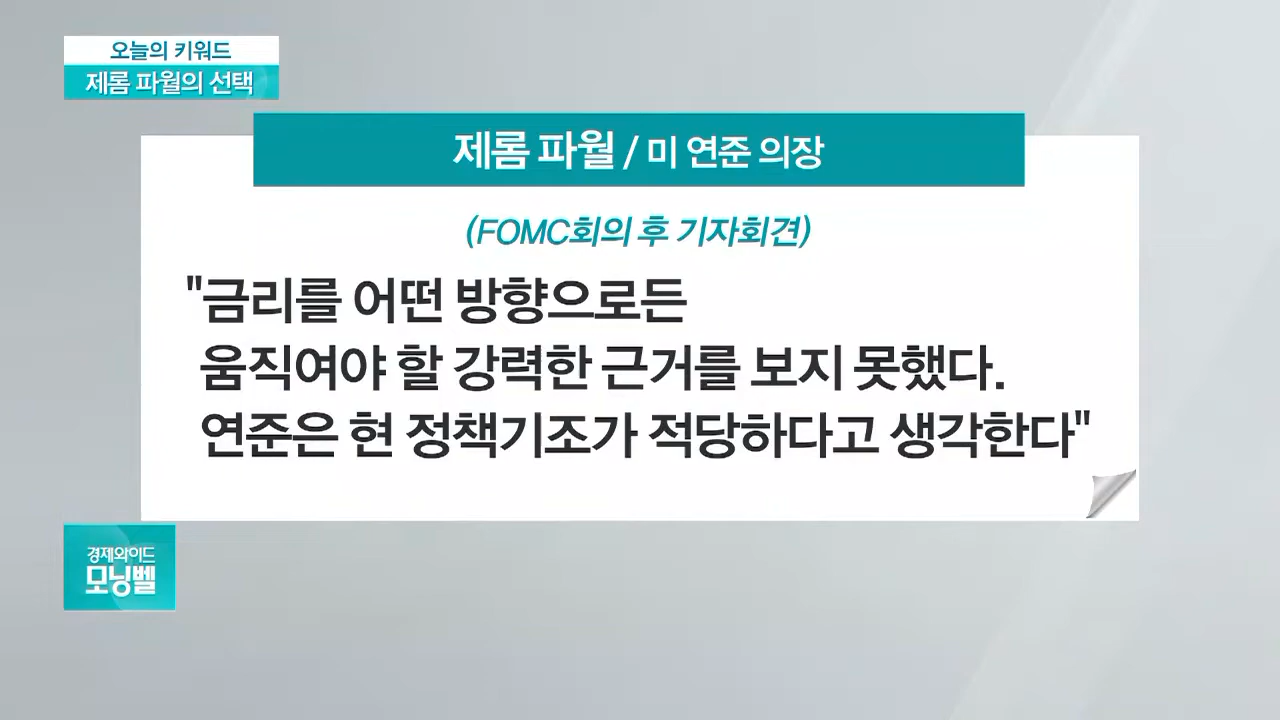 오늘의 키워드
제롬 파월의 선택
제롬 파월 / 미 연준 의장
(FOMC회의 후 기자회견)
"금리를 어떤 방향으로든
움직여야 할 강력한 근거를 보지 못했다.
연준은 현 정책기조가 적당하다고 생각한다"
경제와이드
모닝벨